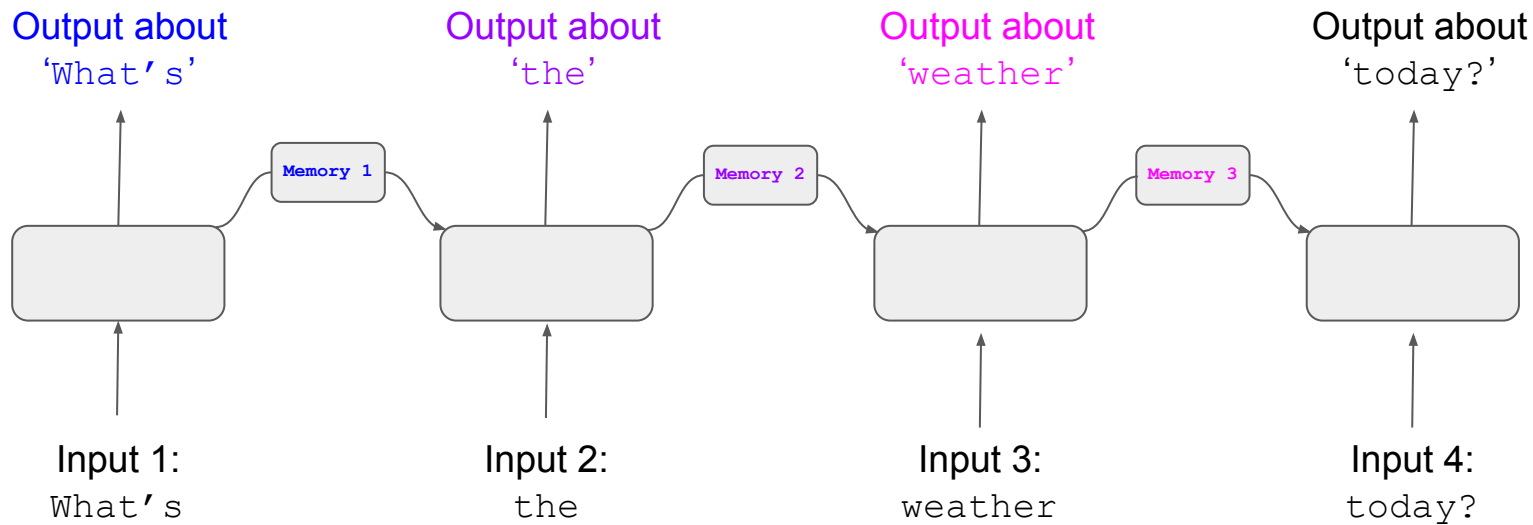 Output about
‘What’s’
Output about
‘the’
Output about
‘weather’
Output about
‘today?’
Memory 1
Memory 2
Memory 3
Input 1:
What’s
Input 2:
the
Input 3:
weather
Input 4:
today?